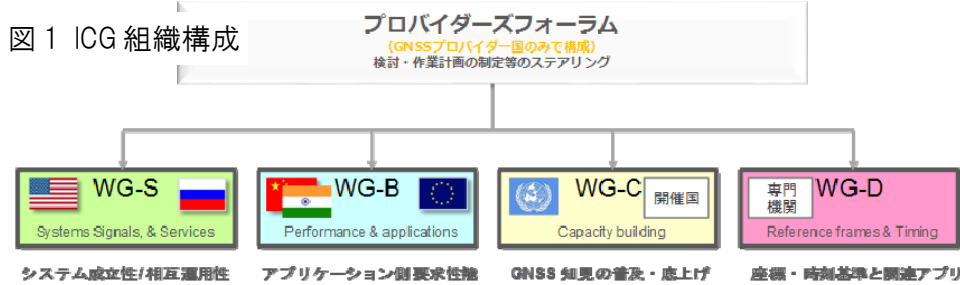 図1 ICG組織構成
プロバイダーズフォーラム
(GNSSプロバイダー国のみで構成)
検討・作業計画の制定等のステアリング
WG-S
Systems Signals, & Services
WG-B
Performance & applications
WG-C
開催国
Capacity building
専門
機関
WG-D
Reference frames & Timing
システム成立性/相互運用性
アプリケーション側要求性能
GNSS 知見の普及・底上げ
座標・時刻基準と関連アプリ